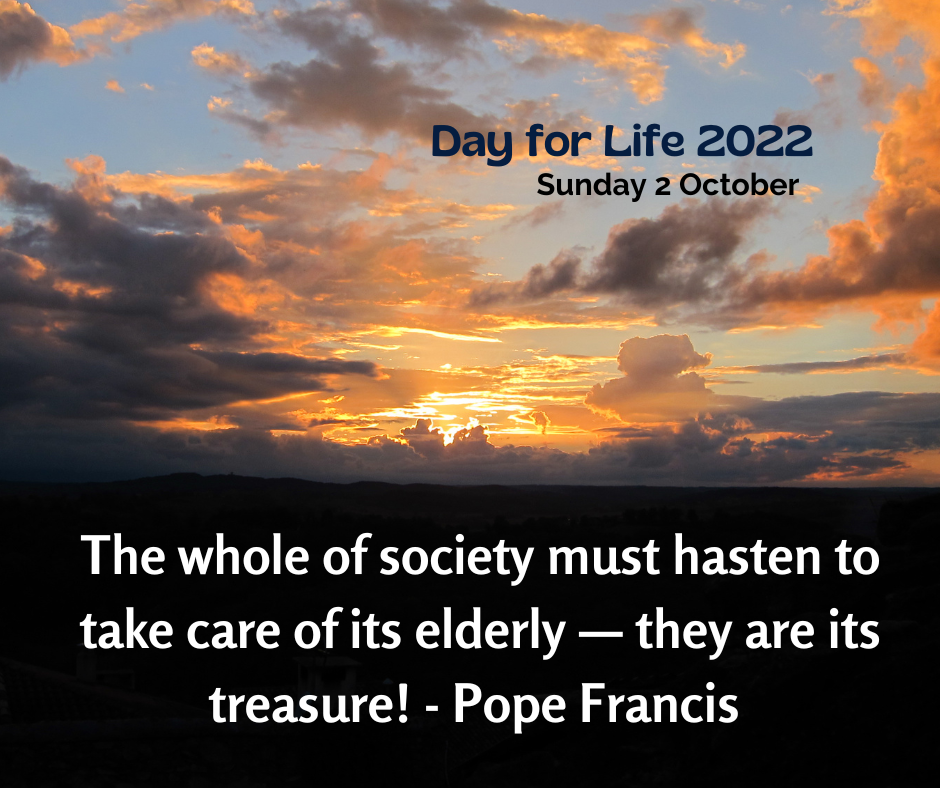 Day for Life 2022
Sunday 2 October
The whole of society must hasten to
take care of its elderly — they are its
treasure! - Pope Francis